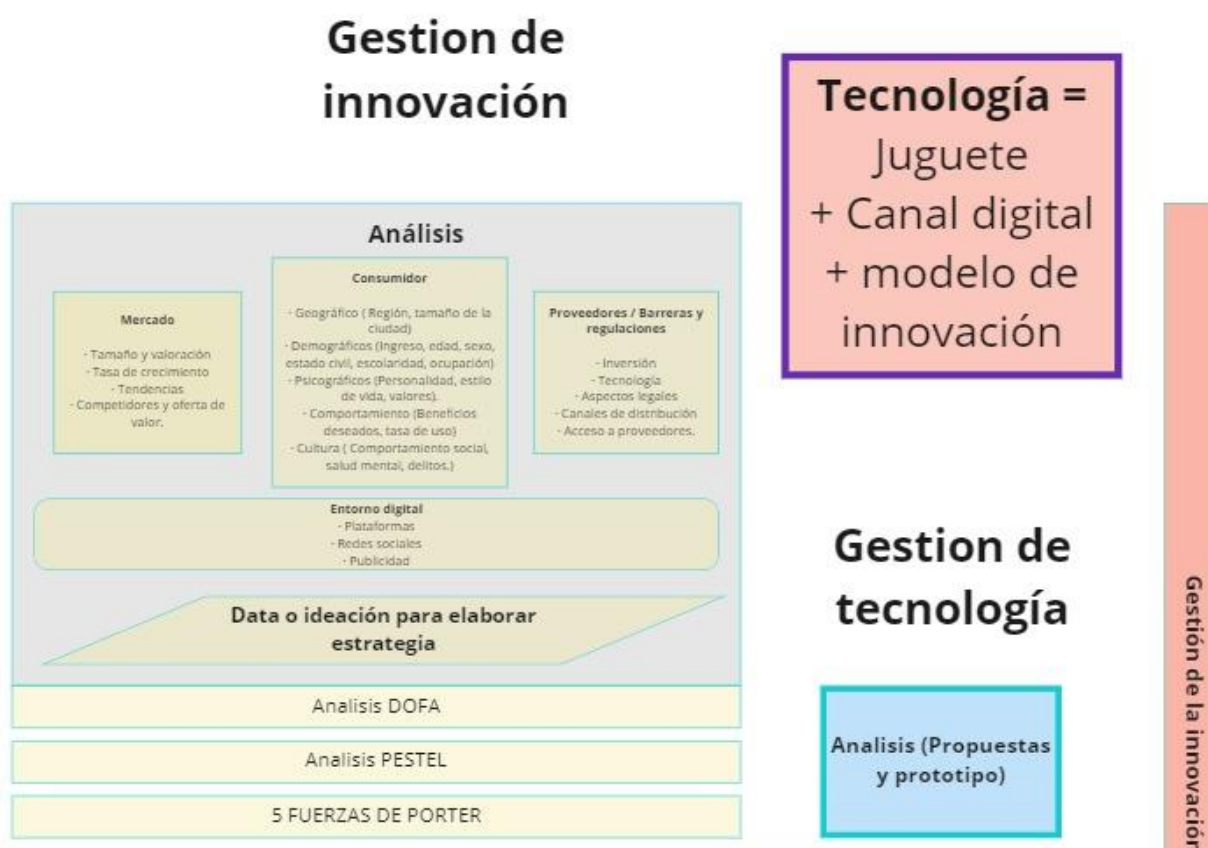 Gestion de
innovación
Tecnología =
Juguete
+ Canal digital
+ modelo de
innovación
Análisis
Mercado
- Tamaño y valoración
- Tasa de crecimiento
- Tendencias
- Competidores y oferta de
valor.
Consumidor
- Geográfico ( Región, tamaño de la
ciudad)
- Demográficos (Ingreso, edad, sexo,
estado civil, escolaridad, ocupación)
- Psicográficos (Personalidad, estilo
de vida, valores).
- Comportamiento (Beneficios
deseados, tasa de uso)
- Cultura ( Comportamiento social,
salud mental, delitos.)
Proveedores / Barreras y
regulaciones
- Inversión
- Tecnología
- Aspectos legales
- Canales de distribución
- Acceso a proveedores.
Entorno digital
- Plataformas
- Redes sociales
- Publicidad
Data o ideación para elaborar
estrategia
Analisis DOFA
Analisis PESTEL
5 FUERZAS DE PORTER
Gestion de
tecnología
Analisis (Propuestas
y prototipo)
Gestión de la innovación